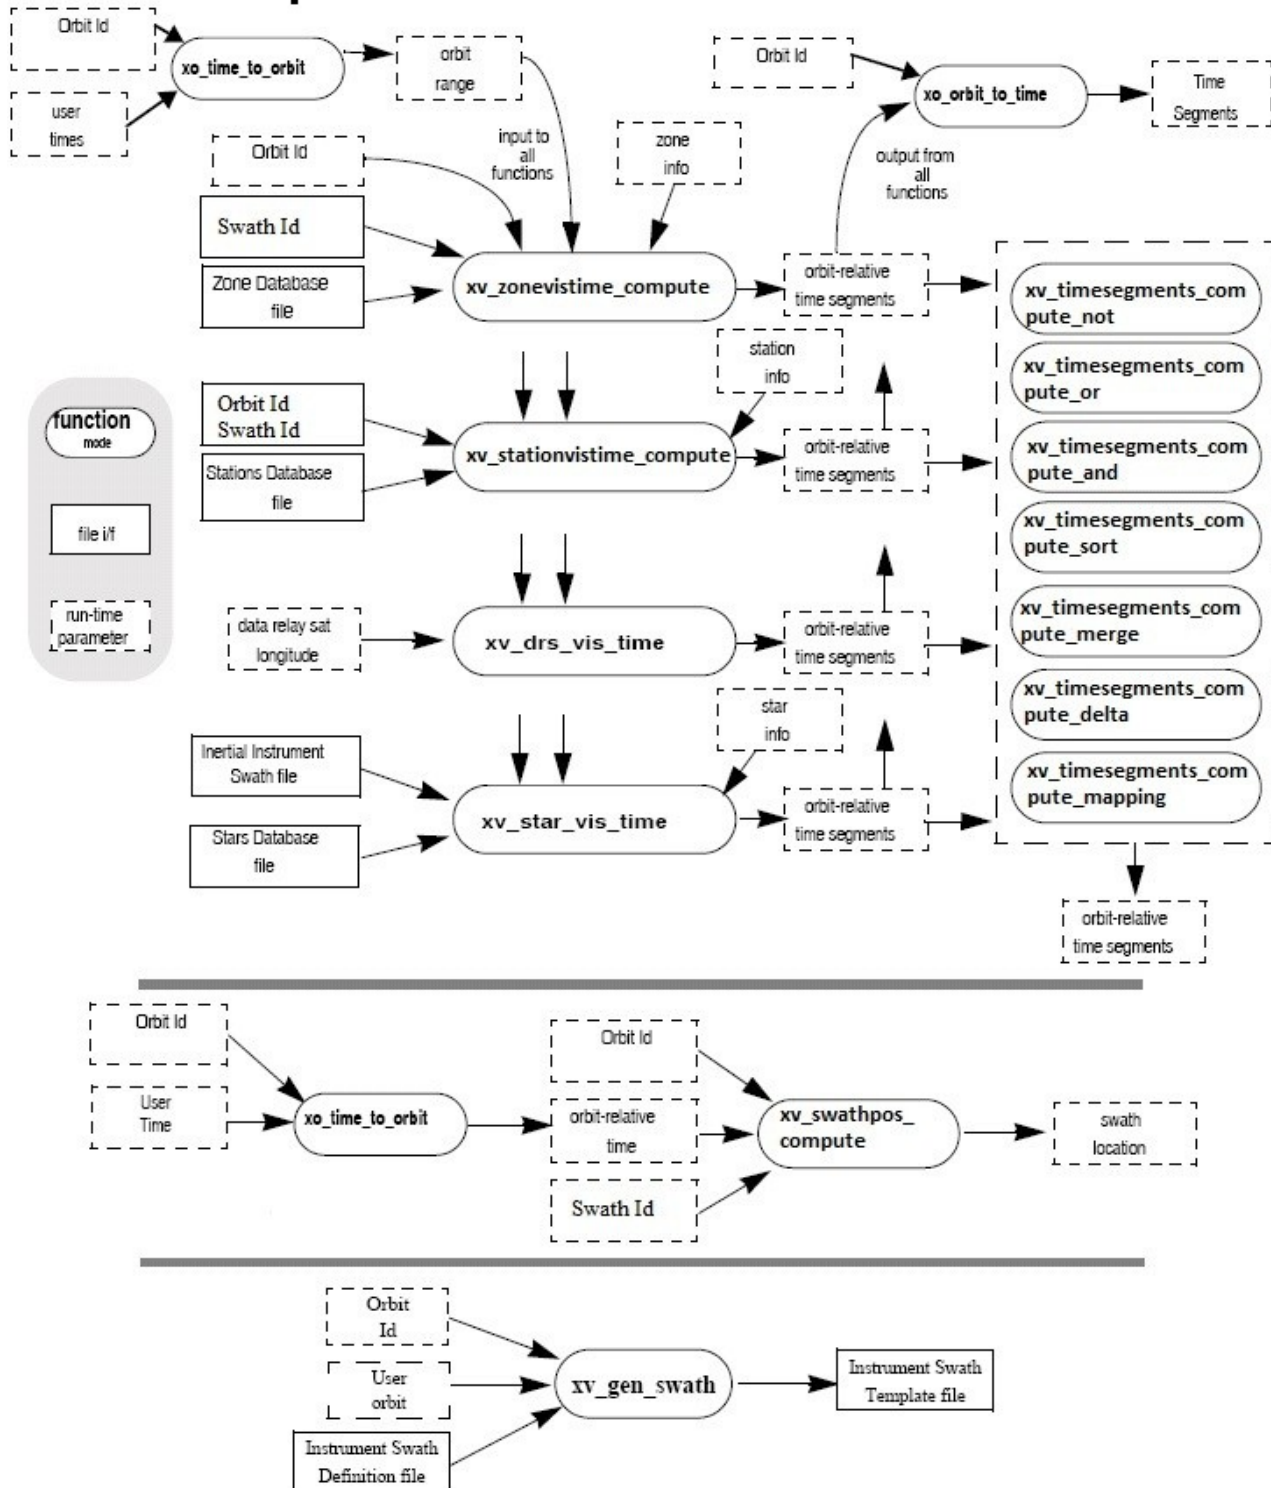 Orbit Id
user
times
xo_time_to_orbit
orbit
range
Orbit Id
xo_orbit_to_time
Time
Segments
input to
all
functions
zone
info
output from
all
functions
Orbit Id
Swath Id
Zone Database
file
xv_zonevistime_compute
orbit-relative
time segments
station
info
Orbit Id
Swath Id
Stations Database
file
xv_stationvistime_compute
orbit-relative
time segments
data relay sat
longitude
xv_drs_vis_time
orbit-relative
time segments
star
info
Inertial Instrument
Swath file
Stars Database
file
xv_star_vis_time
orbit-relative
time segments
xv_timesegments_com
pute_not
xv_timesegments_com
pute_or
xv_timesegments_com
pute_and
xv_timesegments_com
pute_sort
xv_timesegments_com
pute_merge
xv_timesegments_com
pute_delta
xv_timesegments_com
pute_mapping
orbit-relative
time segments
function
mode
file i/f
run-time
parameter
Orbit Id
User
Time
xo_time_to_orbit
Orbit Id
orbit-relative
time
Swath Id
xv_swathpos_
compute
swath
location
Orbit
Id
User
orbit
Instrument Swath
Definition file
xv_gen_swath
Instrument Swath
Template file